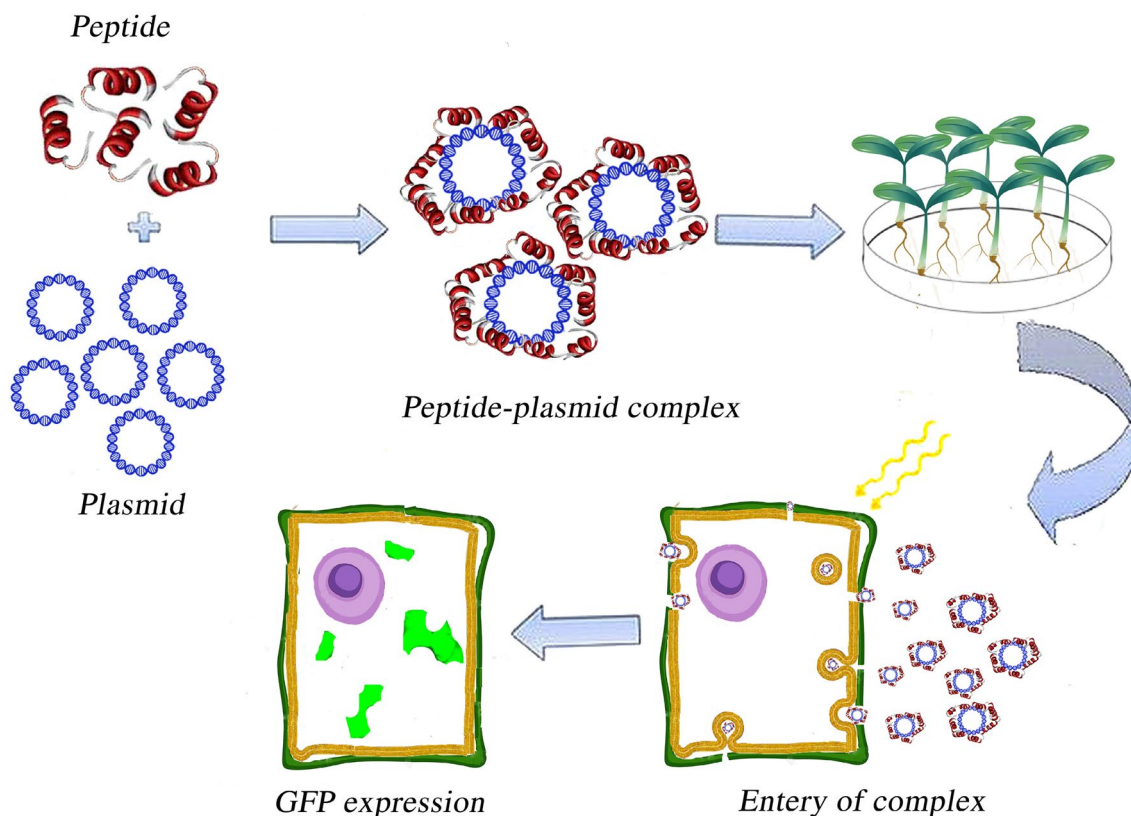 Peptide
Plasmid
Peptide-plasmid complex
GFP expression
Entery of complex